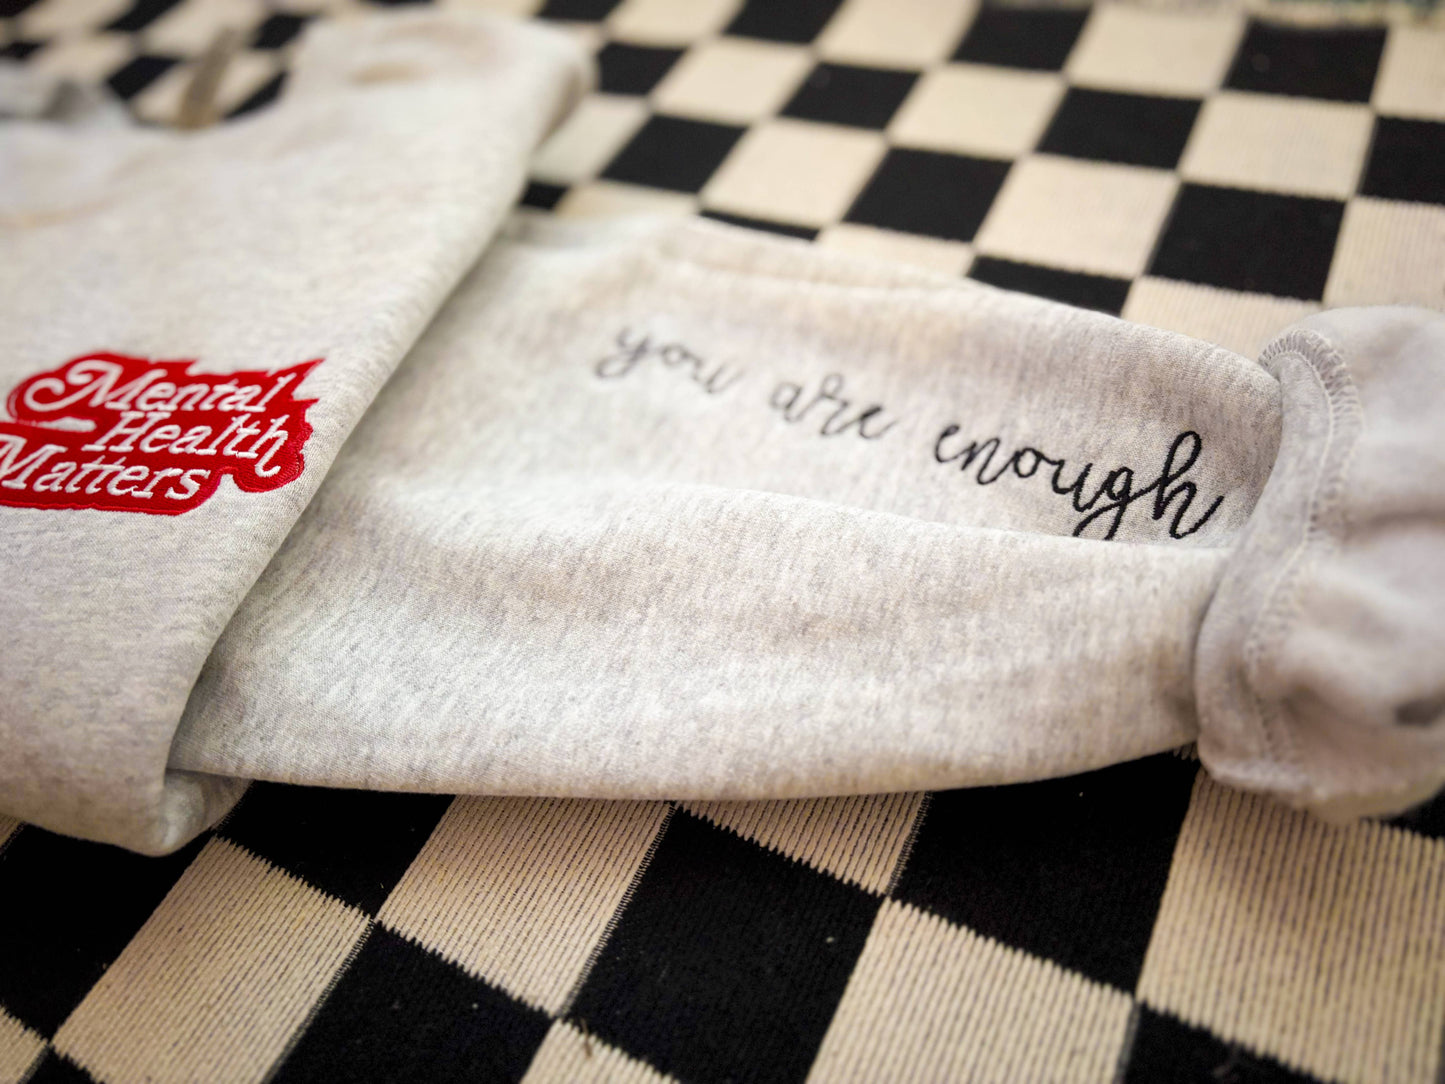 Mental
Health
Matters
you are enough